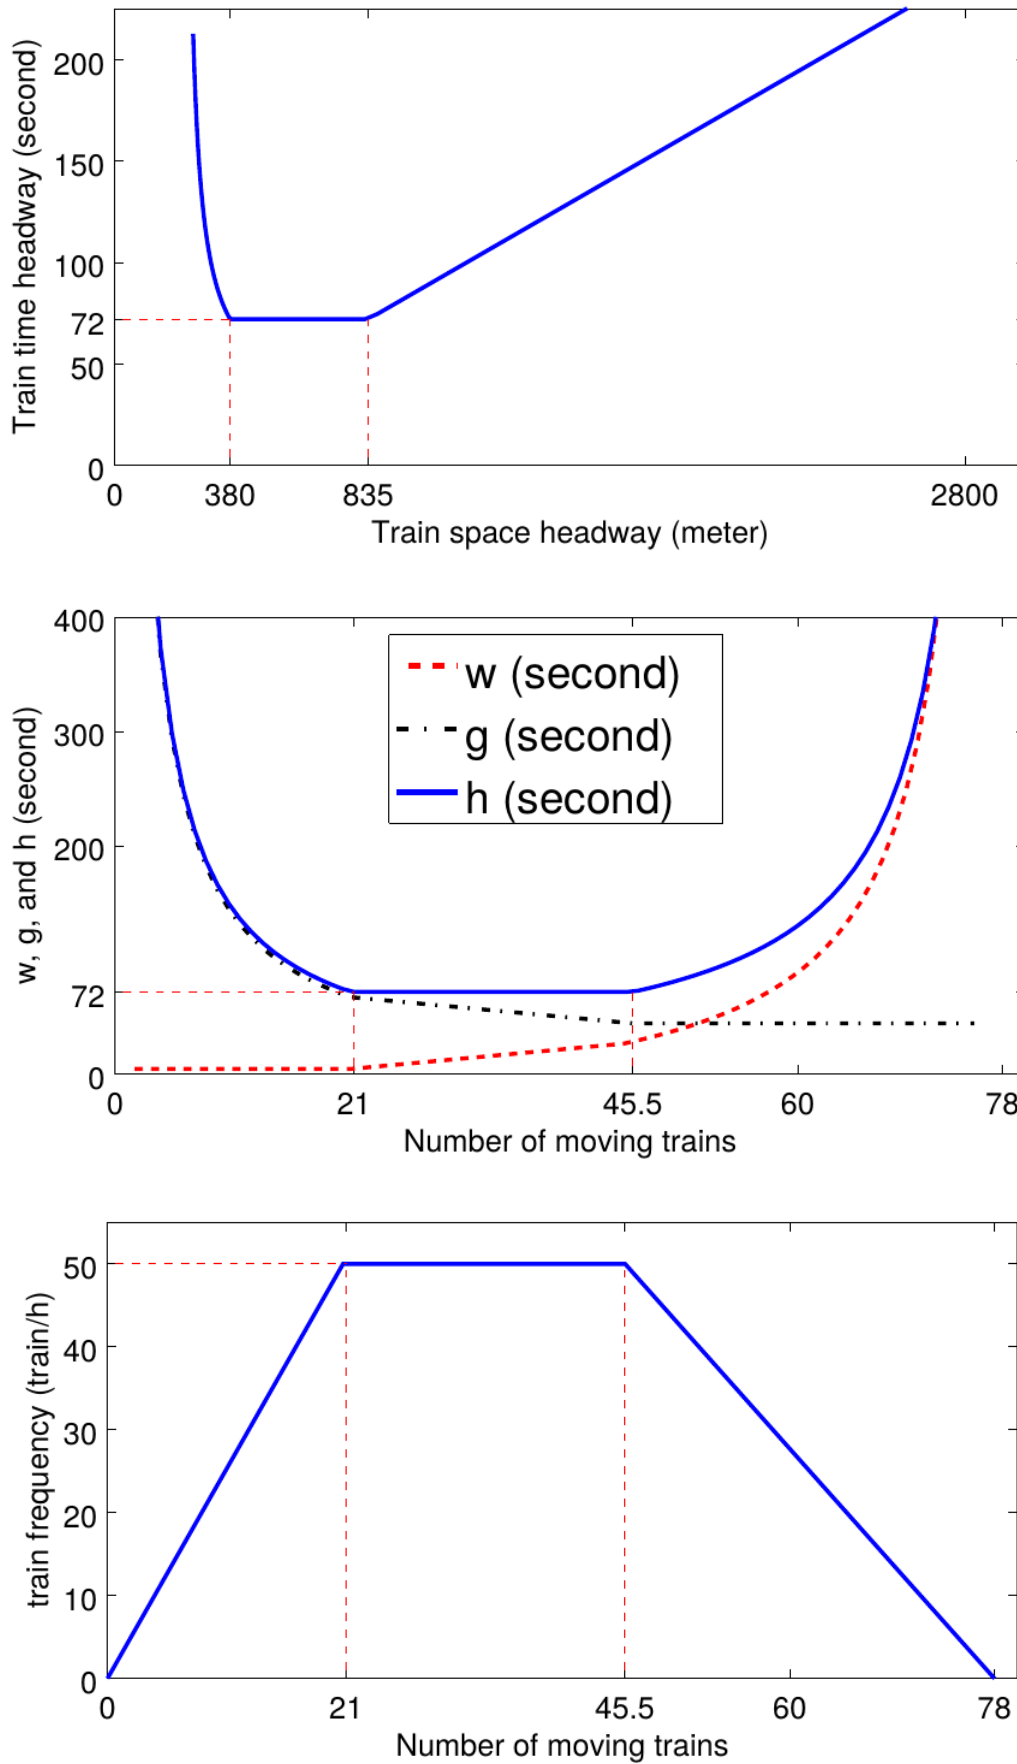 Train time headway (second)
200
150
100
72
50
0
0 380 835 2800
Train space headway (meter)
w, g, and h (second)
400
300
200
72
0
w (second)
g (second)
h (second)
0 21 45.5 60 78
Number of moving trains
train frequency (train/h)
50
40
30
20
10
0
0 21 45.5 60 78
Number of moving trains